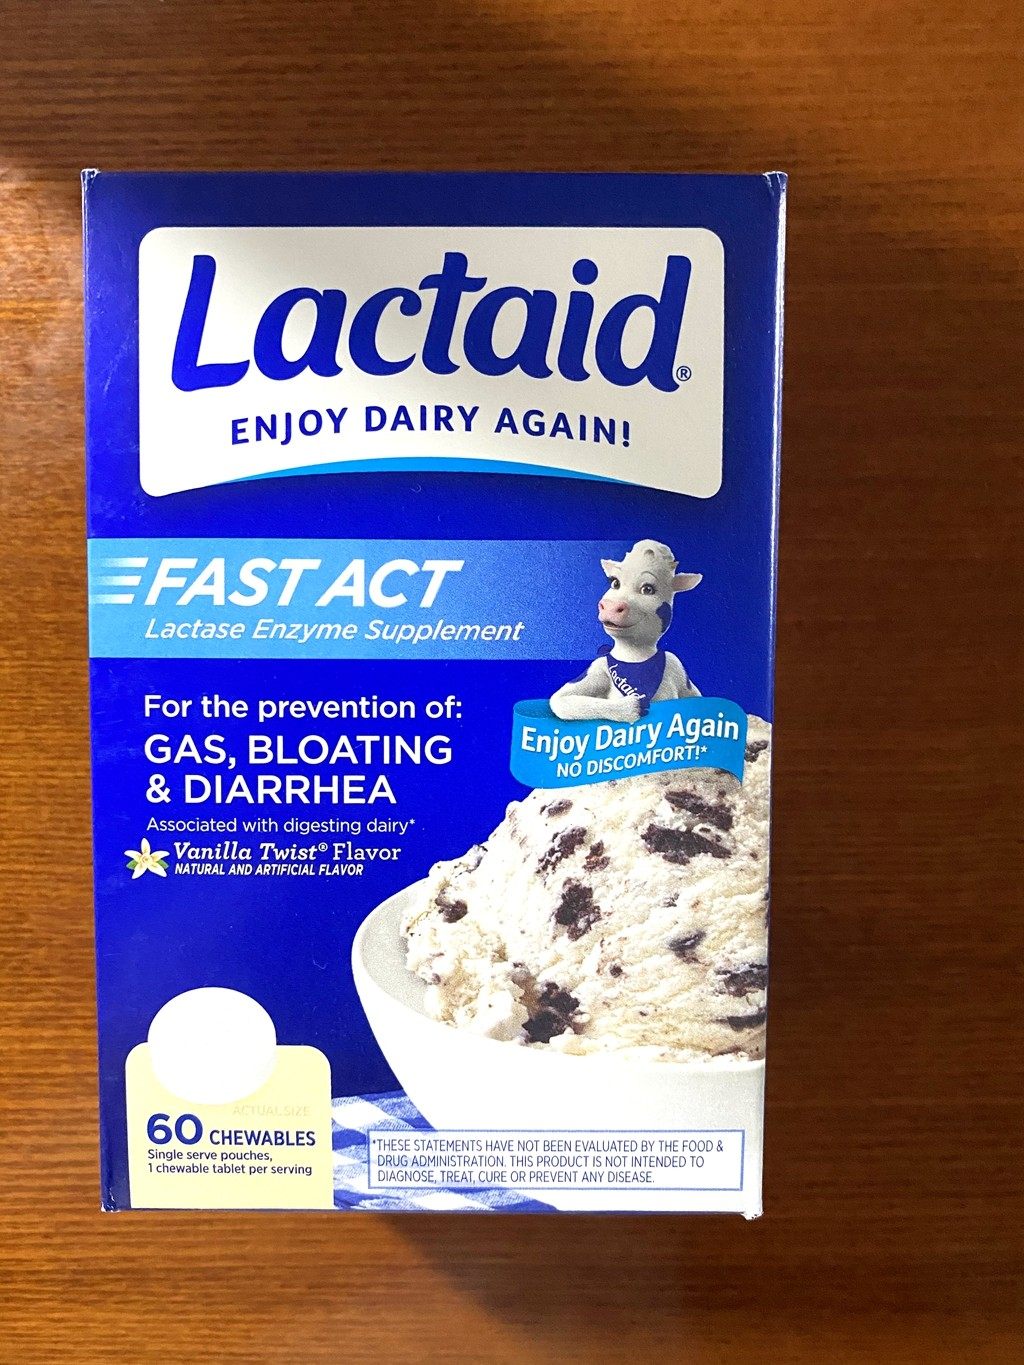 Lactaid®
ENJOY DAIRY AGAIN!
FAST ACT
Lactase Enzyme Supplement
Lactaid
For the prevention of:
GAS, BLOATING
& DIARRHEA
Associated with digesting dairy*
Vanilla Twist® Flavor
NATURAL AND ARTIFICIAL FLAVOR
Enjoy Dairy Again
NO DISCOMFORT!*
ACTUAL SIZE
60 CHEWABLES
Single serve pouches,
1 chewable tablet per serving
*THESE STATEMENTS HAVE NOT BEEN EVALUATED BY THE FOOD &
DRUG ADMINISTRATION. THIS PRODUCT IS NOT INTENDED TO
DIAGNOSE, TREAT, CURE OR PREVENT ANY DISEASE.